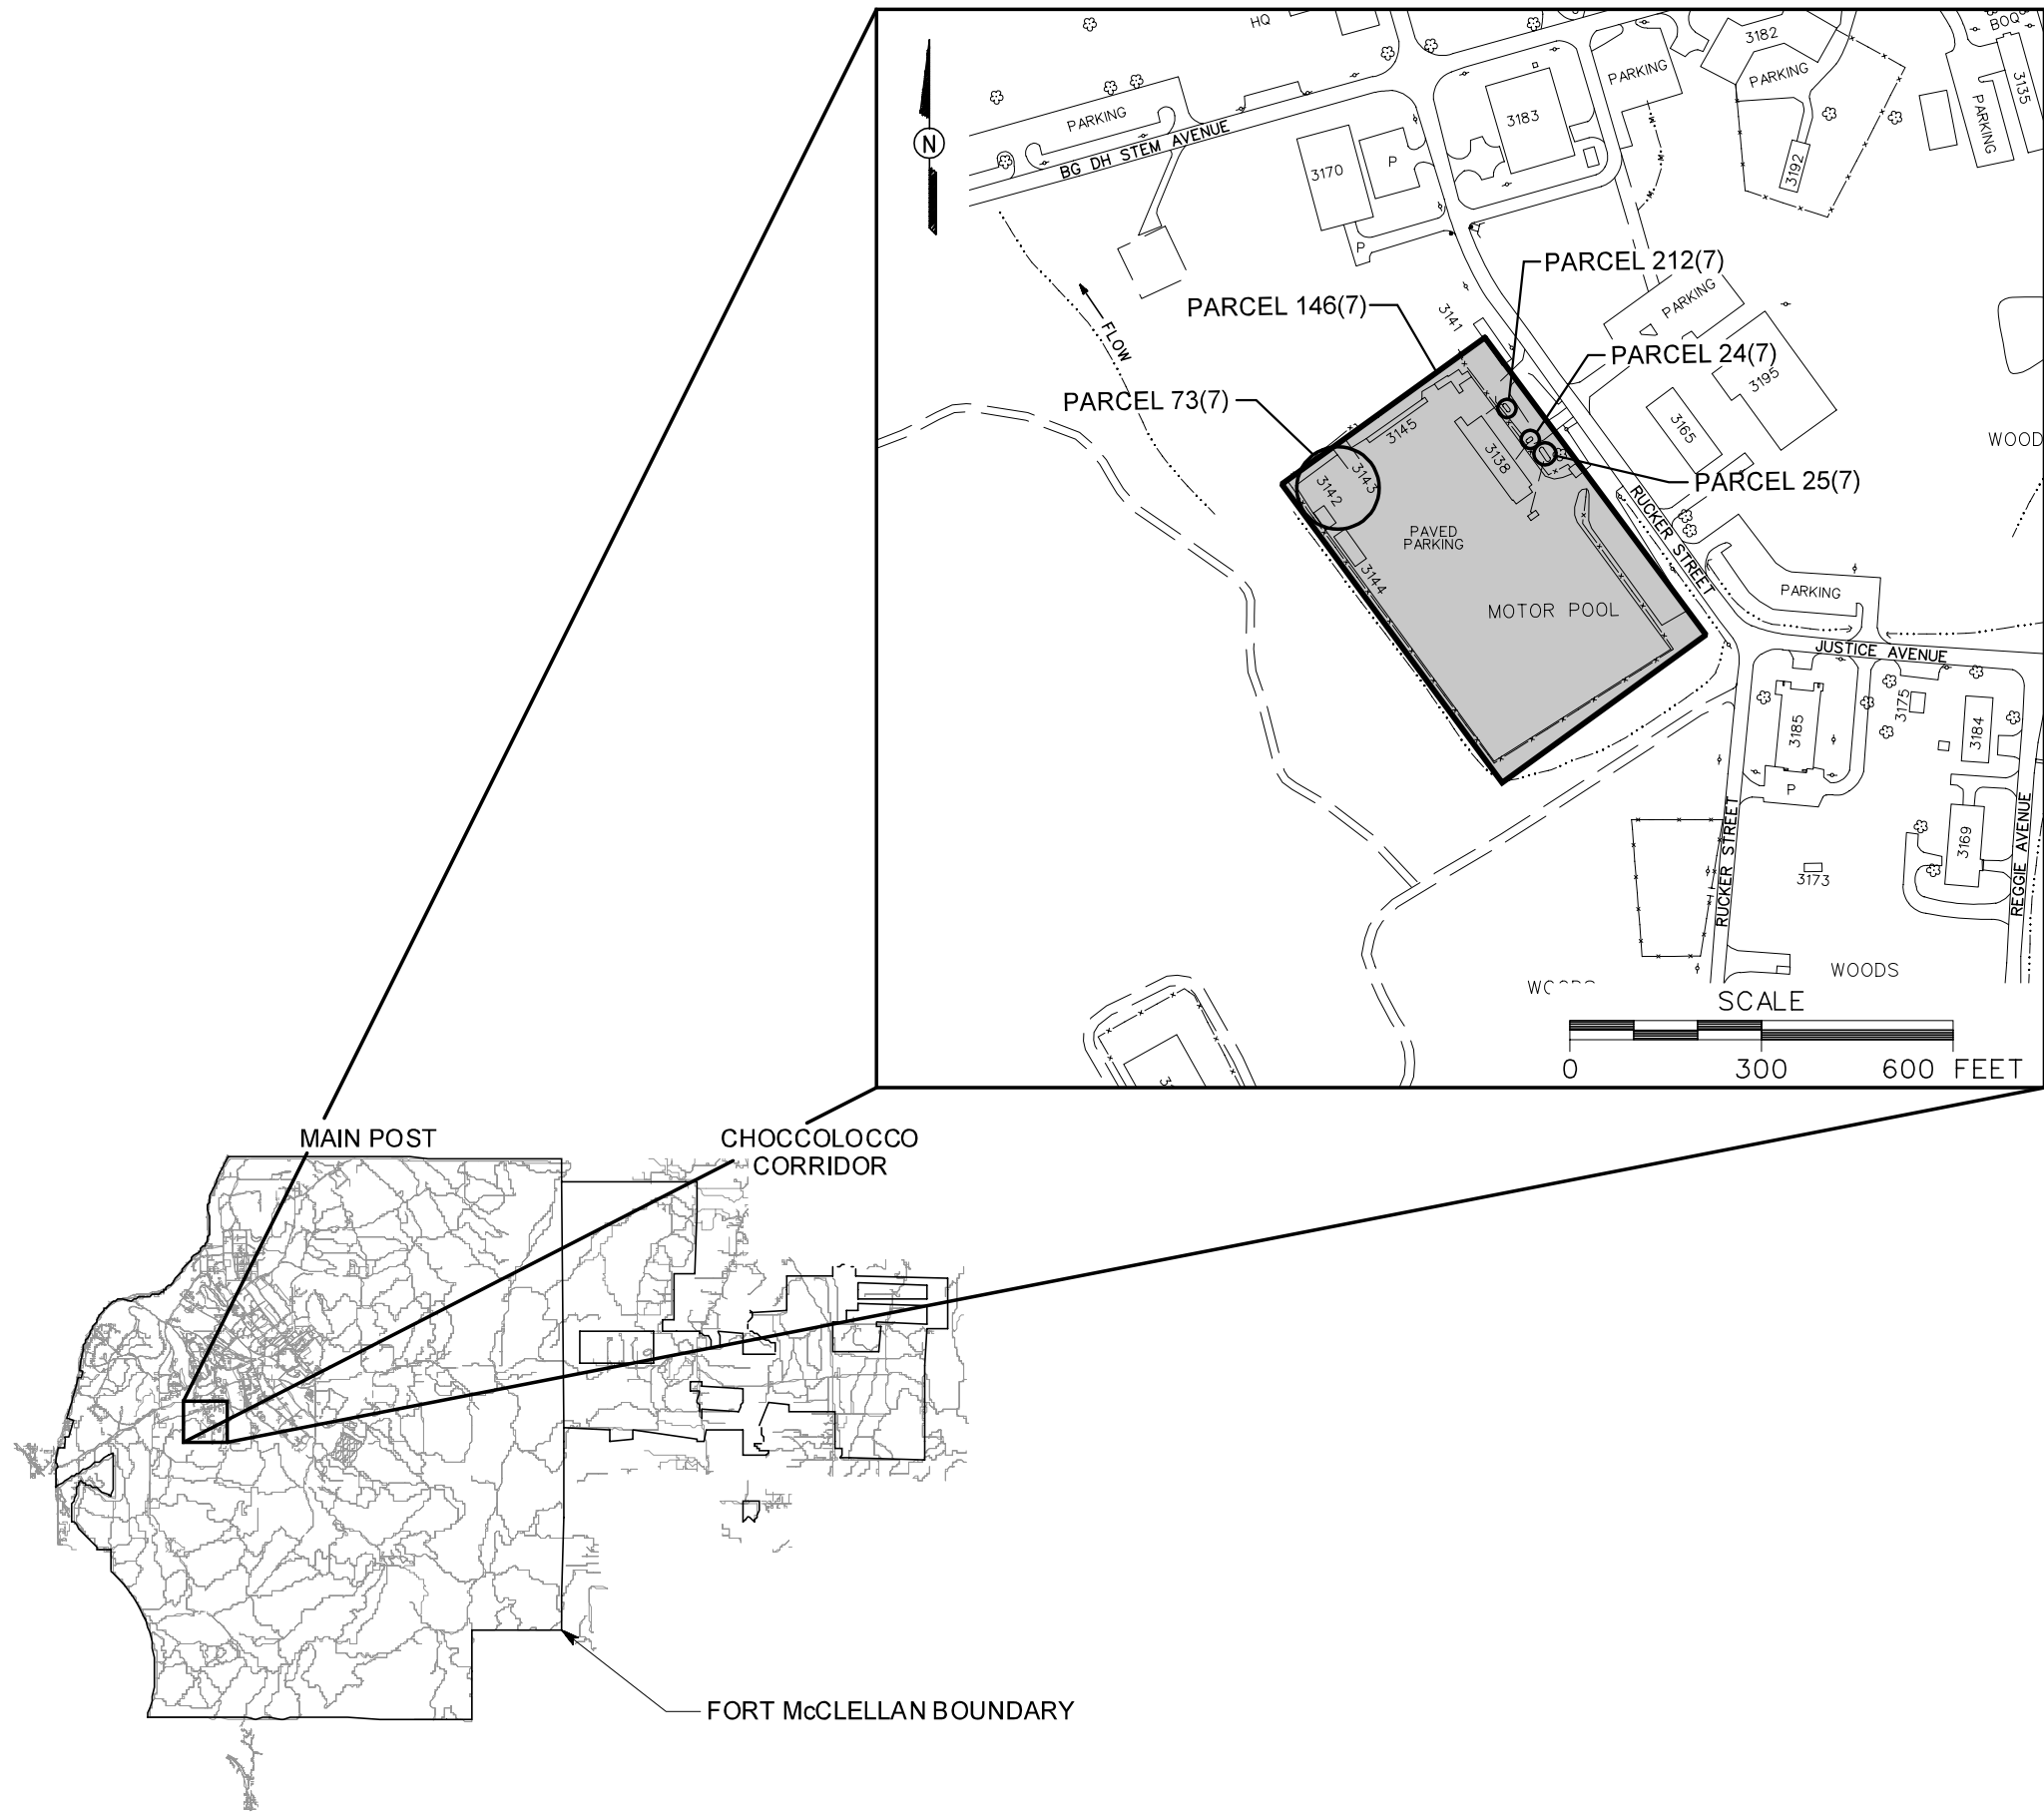 HQ
3182
BOQ
PARKING
PARKING
PARKING
3135
PARKING
3183
BG DH STEM AVENUE
N
3170
P
3192
P
PARCEL 212(7)
PARKING
PARCEL 146(7)
3141
FLOW
PARCEL 24(7)
3195
PARCEL 73(7)
3145
3165
3138
3143
3142
PARCEL 25(7)
RUCKER STREET
PAVED
PARKING
3144
MOTOR POOL
PARKING
JUSTICE AVENUE
3175
3185
3184
P
3169
REGGIE AVENUE
RUCKER STREET
3173
WOODS
SCALE
0 300 600 FEET
MAIN POST
CHOCCOLOCCO
CORRIDOR
FORT McCLELLAN BOUNDARY